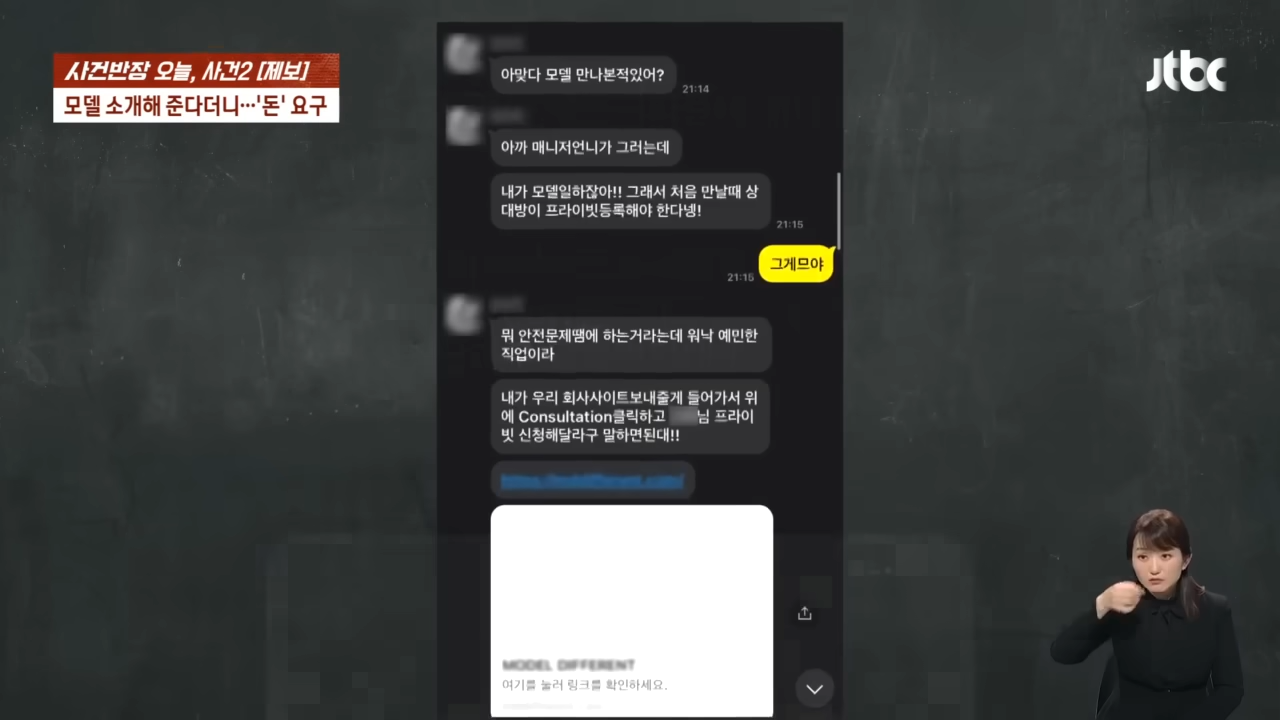 사건반장 오늘, 사건2 [제보]
모델 소개해 준다더니…'돈' 요구
jtbc
아맞다 모델 만나본적있어?
21:14
아까 매니저언니가 그러는데
내가 모델일하잖아!! 그래서 처음 만날때 상
대방이 프라이빗등록해야 한다넹!
21:15
그게므야
21:15
뭐 안전문제땜에 하는거라는데 워낙 예민한
직업이라
내가 우리 회사사이트보내줄게 들어가서 위
에 Consultation클릭하고 님 프라이
빗 신청해달라구 말하면된대!!
MODEL DIFFERENT
여기를 눌러 링크를 확인하세요.